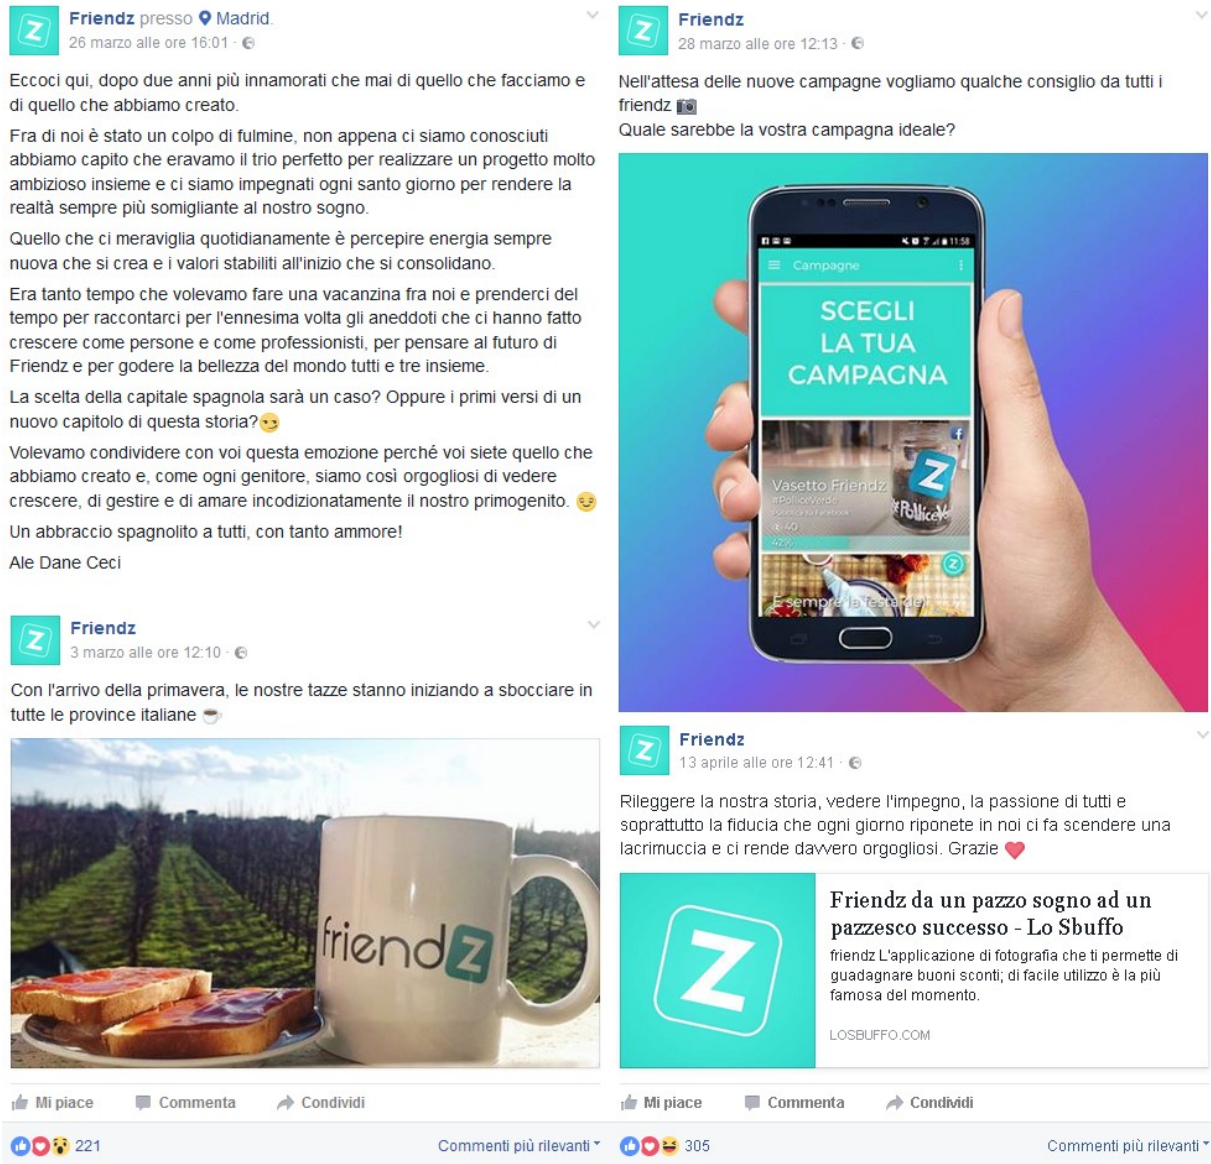 Friendz presso Madrid.
26 marzo alle ore 16:01 ·
Eccoci qui, dopo due anni più innamorati che mai di quello che facciamo e
di quello che abbiamo creato.
Fra di noi è stato un colpo di fulmine, non appena ci siamo conosciuti
abbiamo capito che eravamo il trio perfetto per realizzare un progetto molto
ambizioso insieme e ci siamo impegnati ogni santo giorno per rendere la
realtà sempre più somigliante al nostro sogno.
Quello che ci meraviglia quotidianamente è percepire energia sempre
nuova che si crea e i valori stabiliti all'inizio che si consolidano.
Era tanto tempo che volevamo fare una vacanzina fra noi e prenderci del
tempo per raccontarci per l'ennesima volta gli aneddoti che ci hanno fatto
crescere come persone e come professionisti, per pensare al futuro di
Friendz e per godere la bellezza del mondo tutti e tre insieme.
La scelta della capitale spagnola sarà un caso? Oppure i primi versi di un
nuovo capitolo di questa storia?
Volevamo condividere con voi questa emozione perché voi siete quello che
abbiamo creato e, come ogni genitore, siamo così orgogliosi di vedere
crescere, di gestire e di amare incodizionatamente il nostro primogenito.
Un abbraccio spagnolito a tutti, con tanto ammore!
Ale Dane Ceci
Friendz
3 marzo alle ore 12:10 ·
Con l'arrivo della primavera, le nostre tazze stanno iniziando a sbocciare in
tutte le province italiane
friendz
Mi piace Commenta Condividi
221 Commenti più rilevanti
Friendz
28 marzo alle ore 12:13 ·
Nell'attesa delle nuove campagne vogliamo qualche consiglio da tutti i
friendz
Quale sarebbe la vostra campagna ideale?
11:58
Campagne
SCEGLI
LA TUA
CAMPAGNA
Z
Vasetto Friendz
#PolliceVerde
Pubblica su Facebook
40
42%
È sempre la festa del
Friendz
13 aprile alle ore 12:41 ·
Rileggere la nostra storia, vedere l'impegno, la passione di tutti e
soprattutto la fiducia che ogni giorno riponete in noi ci fa scendere una
lacrimuccia e ci rende davvero orgogliosi. Grazie
Z
Friendz da un pazzo sogno ad un
pazzesco successo - Lo Sbuffo
friendz L'applicazione di fotografia che ti permette di
guadagnare buoni sconti; di facile utilizzo è la più
famosa del momento.
LOSBUFFO.COM
Mi piace Commenta Condividi
305 Commenti più rilevanti